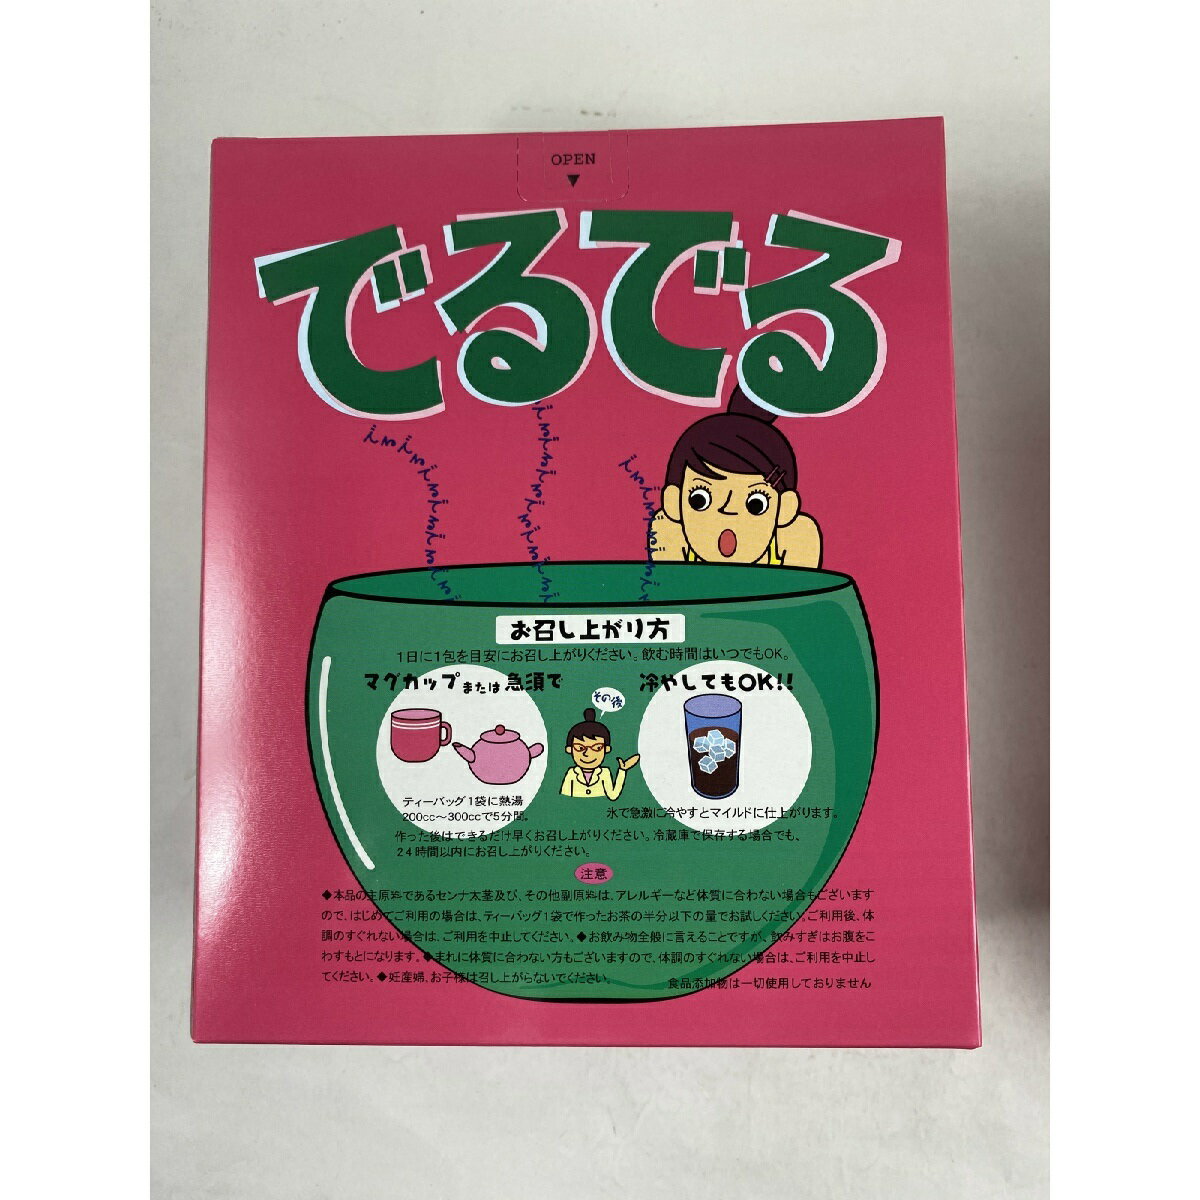 OPEN
でるでる
お召し上がり方
1日に1包を目安にお召し上がりください。飲む時間はいつでもOK。
マグカップまたは急須で
その後
冷やしてもOK!!
ティーバッグ1袋に熱湯
200cc～300ccで5分間。
氷で急激に冷やすとマイルドに仕上がります。
作った後はできるだけ早くお召し上がりください。冷蔵庫で保存する場合でも、
24時間以内にお召し上がりください。
注意
◆本品の主原料であるセンナ太茎及び、その他副原料は、アレルギーなど体質に合わない場合もございます
ので、はじめてご利用の場合は、ティーバッグ1袋で作ったお茶の半分以下の量でお試しください。ご利用後、体
調のすぐれない場合は、ご利用を中止してください。◆お飲み物全般に言えることですが、飲みすぎはお腹をこ
わすもとになります。◆まれに体質に合わない方もございますので、体調のすぐれない場合は、ご利用を中止し
てください。◆妊産婦、お子様は召し上がらないでください。
食品添加物は一切使用しておりません